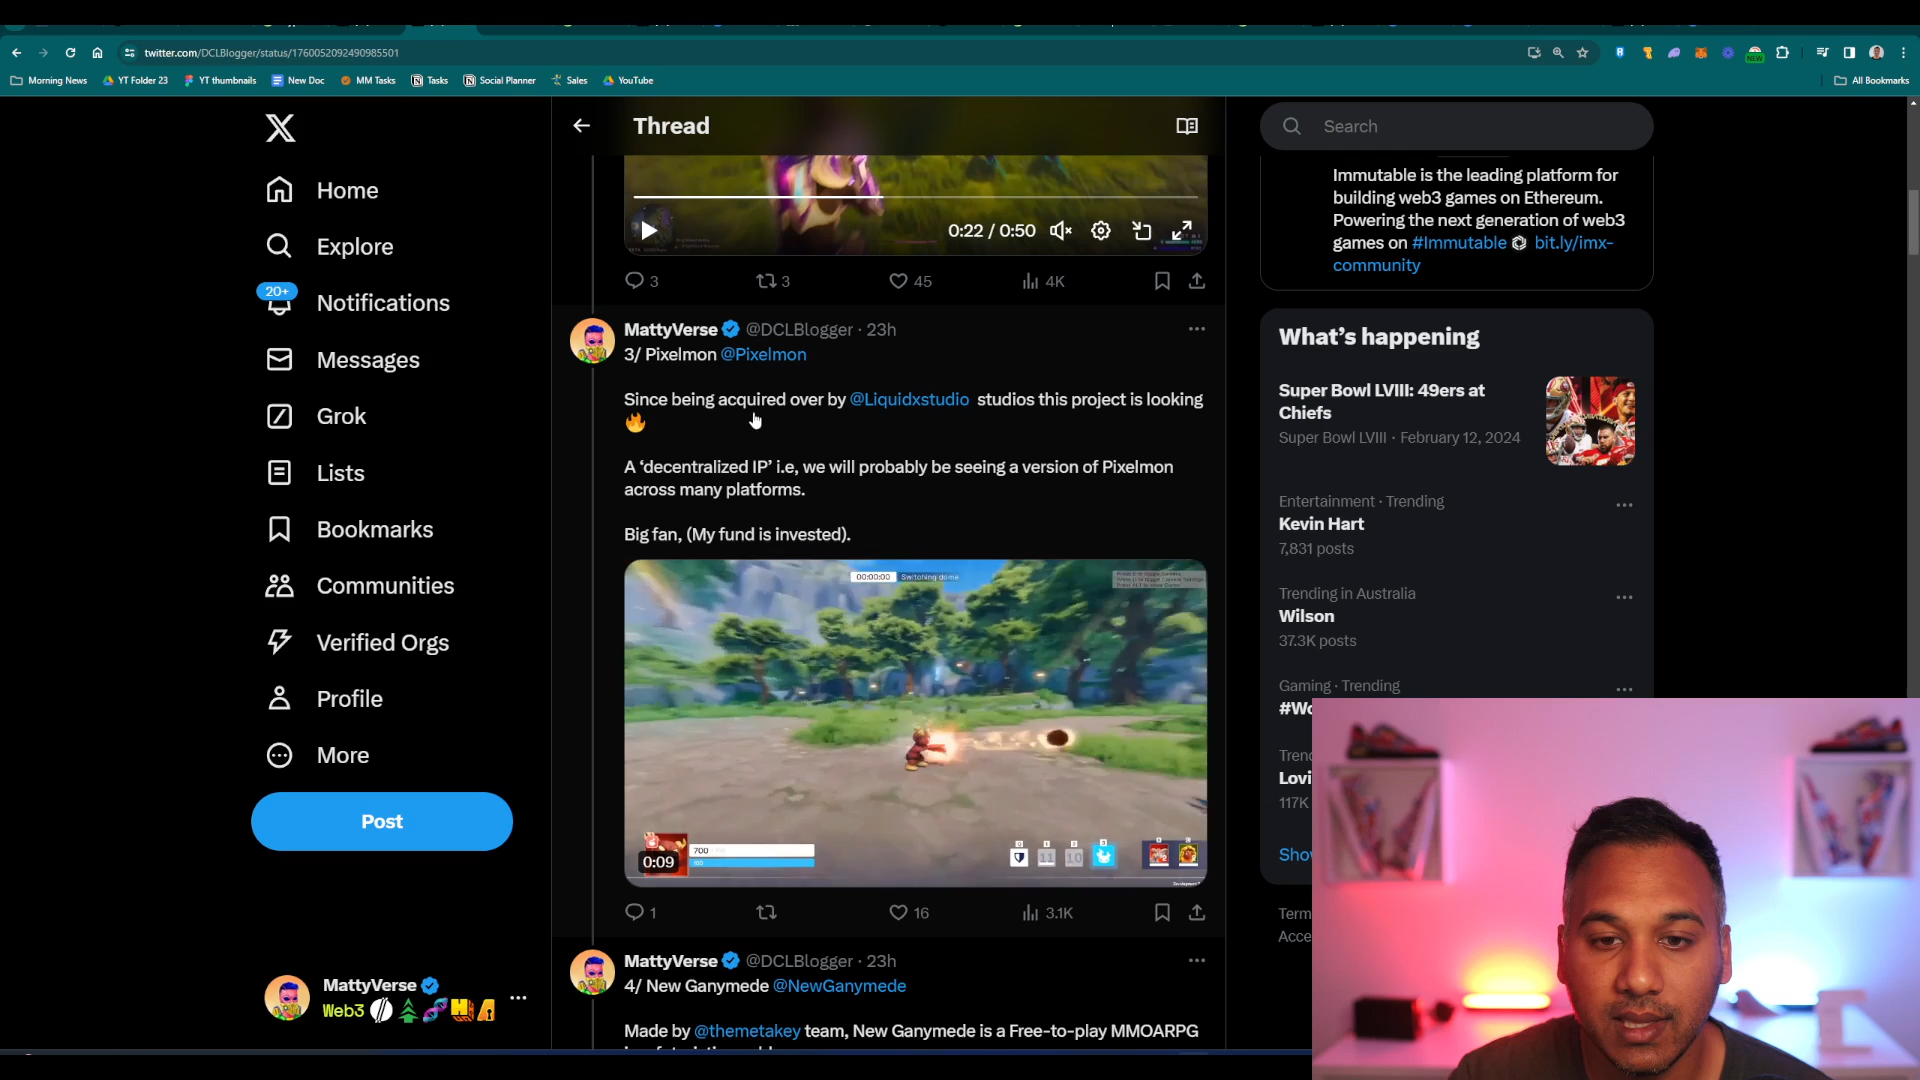 twitter.com/DCLBlogger/status/1760052092490985501
Morning News
YT Folder 23
YT thumbnails
New Doc
MM Tasks
Tasks
Social Planner
Sales
YouTube
All Bookmarks
NEW
Home
Explore
20+
Notifications
Messages
Grok
Lists
Bookmarks
Communities
Verified Orgs
Profile
More
Post
MattyVerse
Web3
Thread
0:22 / 0:50
3
3
45
4K
MattyVerse @DCLBlogger · 23h
3/ Pixelmon @Pixelmon
Since being acquired over by @Liquidxstudio studios this project is looking
🔥
A ‘decentralized IP’ i.e, we will probably be seeing a version of Pixelmon
across many platforms.
Big fan, (My fund is invested).
00:00:00 Switching dome
700
0:09
11
10
1
16
3.1K
MattyVerse @DCLBlogger · 23h
4/ New Ganymede @NewGanymede
Made by @themetakey team, New Ganymede is a Free-to-play MMOARPG
Search
Immutable is the leading platform for
building web3 games on Ethereum.
Powering the next generation of web3
games on #Immutable bit.ly/imx-
community
What’s happening
Super Bowl LVIII: 49ers at
Chiefs
Super Bowl LVIII · February 12, 2024
Entertainment · Trending
Kevin Hart
7,831 posts
Trending in Australia
Wilson
37.3K posts
Gaming · Trending
#Wo
Tren
Lovi
117K
Sho
Term
Acce